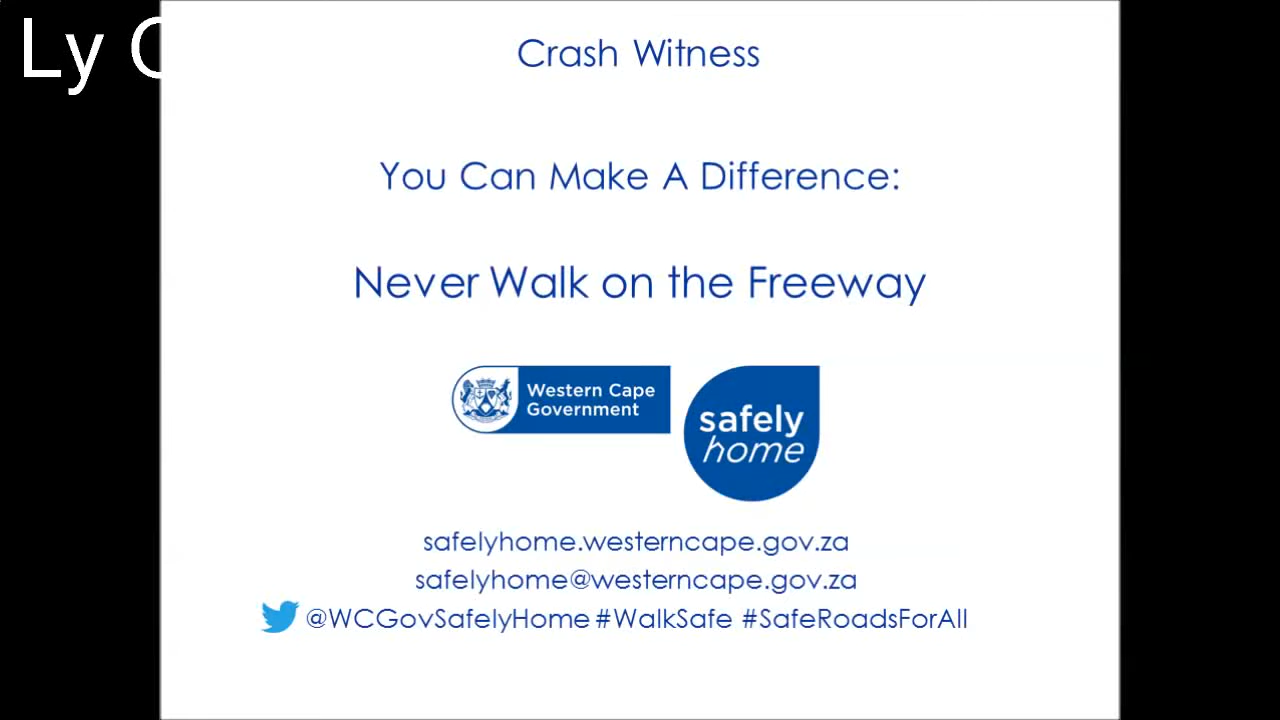 Ly
Crash Witness
You Can Make A Difference:
Never Walk on the Freeway
Western Cape
Government
safely
home
safelyhome.westerncape.gov.za
safelyhome@westerncape.gov.za
@WCGovSafelyHome #WalkSafe #SafeRoadsForAll